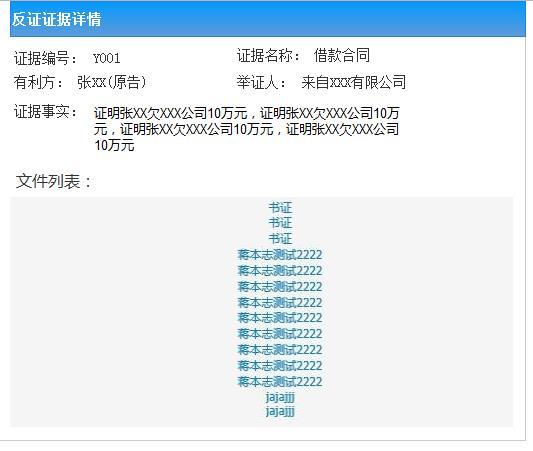 反证证据详情
证据编号： Y001 证据名称： 借款合同
有利方： 张XX(原告) 举证人： 来自XXX有限公司
证据事实： 证明张XX欠XXX公司10万元，证明张XX欠XXX公司10万
元，证明张XX欠XXX公司10万元，证明张XX欠XXX公司
10万元
文件列表：
书证
书证
书证
蒋本志测试2222
蒋本志测试2222
蒋本志测试2222
蒋本志测试2222
蒋本志测试2222
蒋本志测试2222
蒋本志测试2222
蒋本志测试2222
蒋本志测试2222
jajajjj
jajajjj